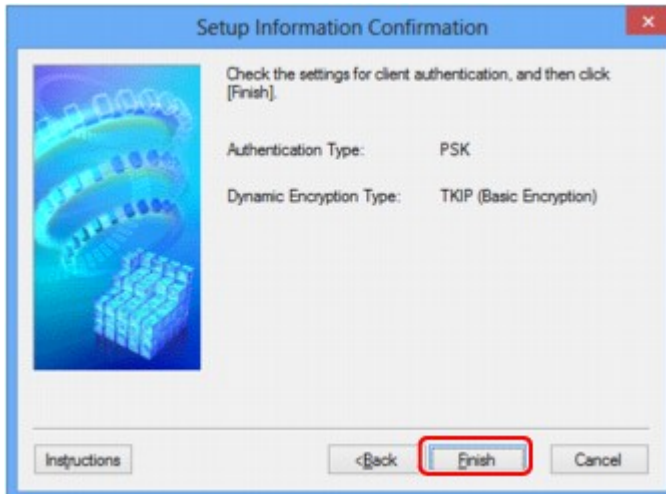 Setup Information Confirmation
Check the settings for client authentication, and then click
[Finish].
Authentication Type: PSK
Dynamic Encryption Type: TKIP (Basic Encryption)
Instructions <Back Finish Cancel